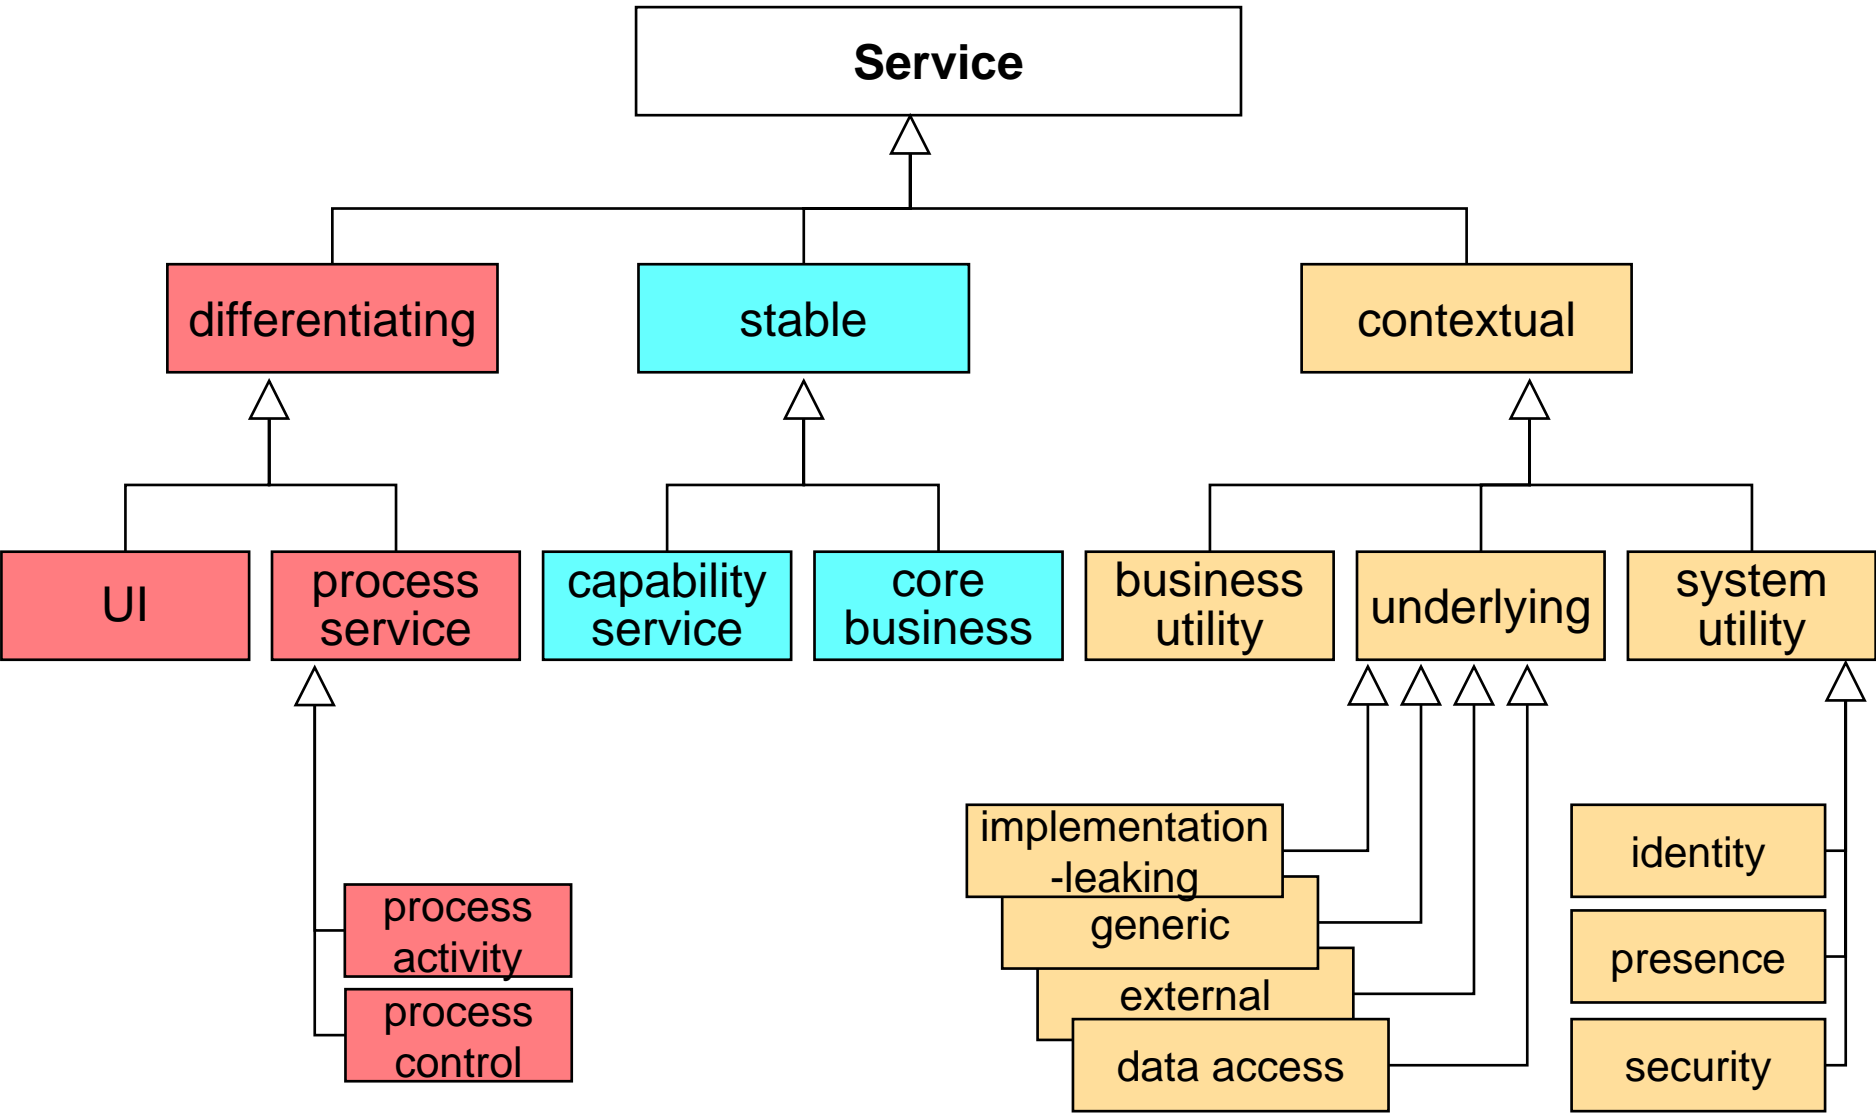 Service
differentiating
stable
contextual
UI
process
service
capability
service
core
business
business
utility
underlying
system
utility
process
activity
process
control
implementation
-leaking
generic
external
data access
identity
presence
security